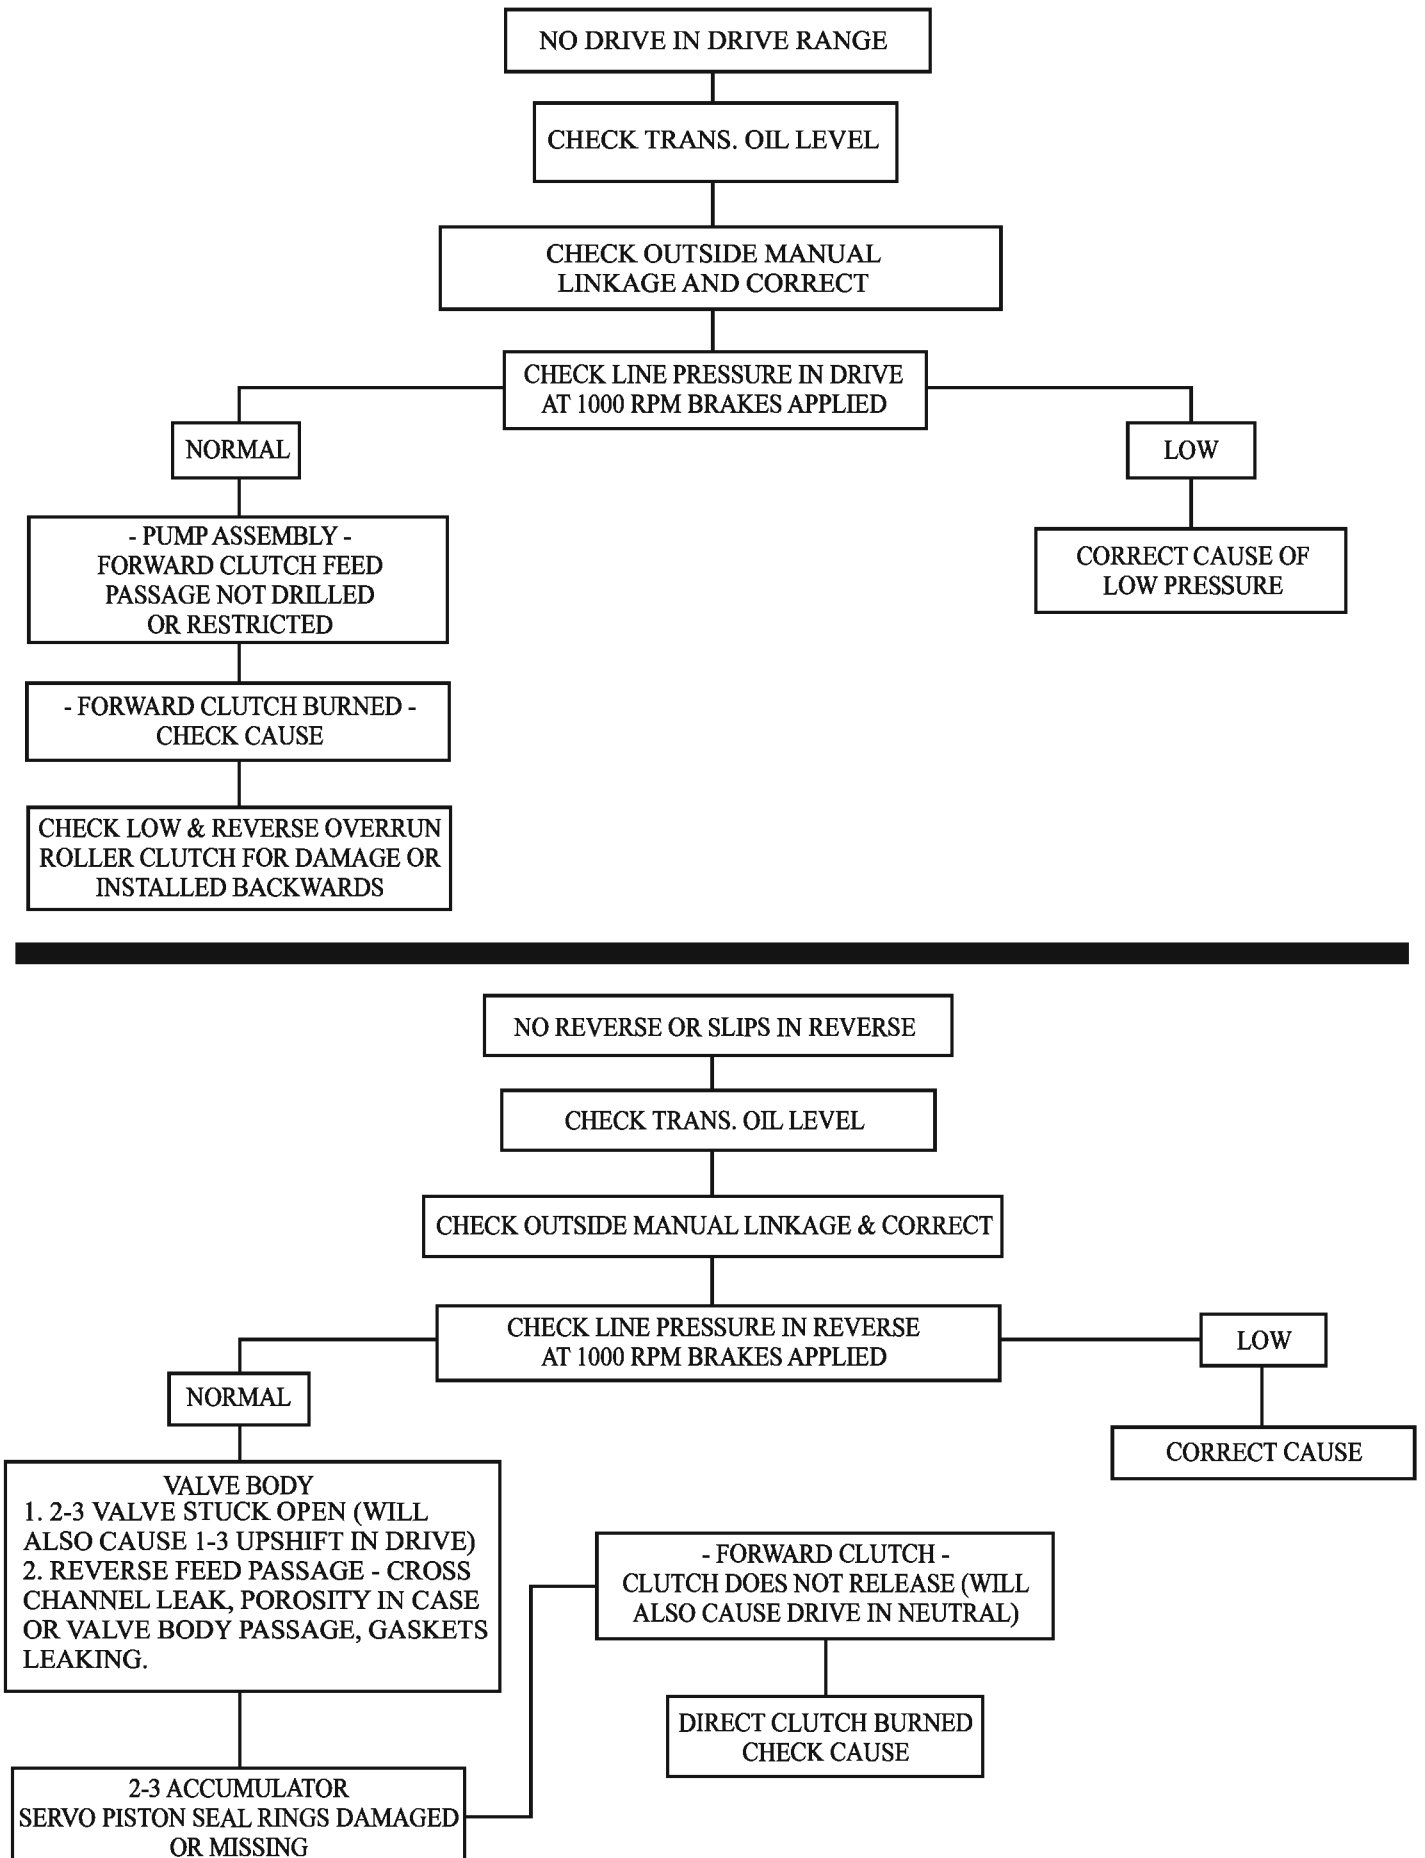 NO DRIVE IN DRIVE RANGE
CHECK TRANS. OIL LEVEL
CHECK OUTSIDE MANUAL
LINKAGE AND CORRECT
CHECK LINE PRESSURE IN DRIVE
AT 1000 RPM BRAKES APPLIED
NORMAL
LOW
- PUMP ASSEMBLY -
FORWARD CLUTCH FEED
PASSAGE NOT DRILLED
OR RESTRICTED
CORRECT CAUSE OF
LOW PRESSURE
- FORWARD CLUTCH BURNED -
CHECK CAUSE
CHECK LOW & REVERSE OVERRUN
ROLLER CLUTCH FOR DAMAGE OR
INSTALLED BACKWARDS
NO REVERSE OR SLIPS IN REVERSE
CHECK TRANS. OIL LEVEL
CHECK OUTSIDE MANUAL LINKAGE & CORRECT
CHECK LINE PRESSURE IN REVERSE
AT 1000 RPM BRAKES APPLIED
LOW
NORMAL
CORRECT CAUSE
VALVE BODY
1. 2-3 VALVE STUCK OPEN (WILL
ALSO CAUSE 1-3 UPSHIFT IN DRIVE)
2. REVERSE FEED PASSAGE - CROSS
CHANNEL LEAK, POROSITY IN CASE
OR VALVE BODY PASSAGE, GASKETS
LEAKING.
- FORWARD CLUTCH -
CLUTCH DOES NOT RELEASE (WILL
ALSO CAUSE DRIVE IN NEUTRAL)
DIRECT CLUTCH BURNED
CHECK CAUSE
2-3 ACCUMULATOR
SERVO PISTON SEAL RINGS DAMAGED
OR MISSING